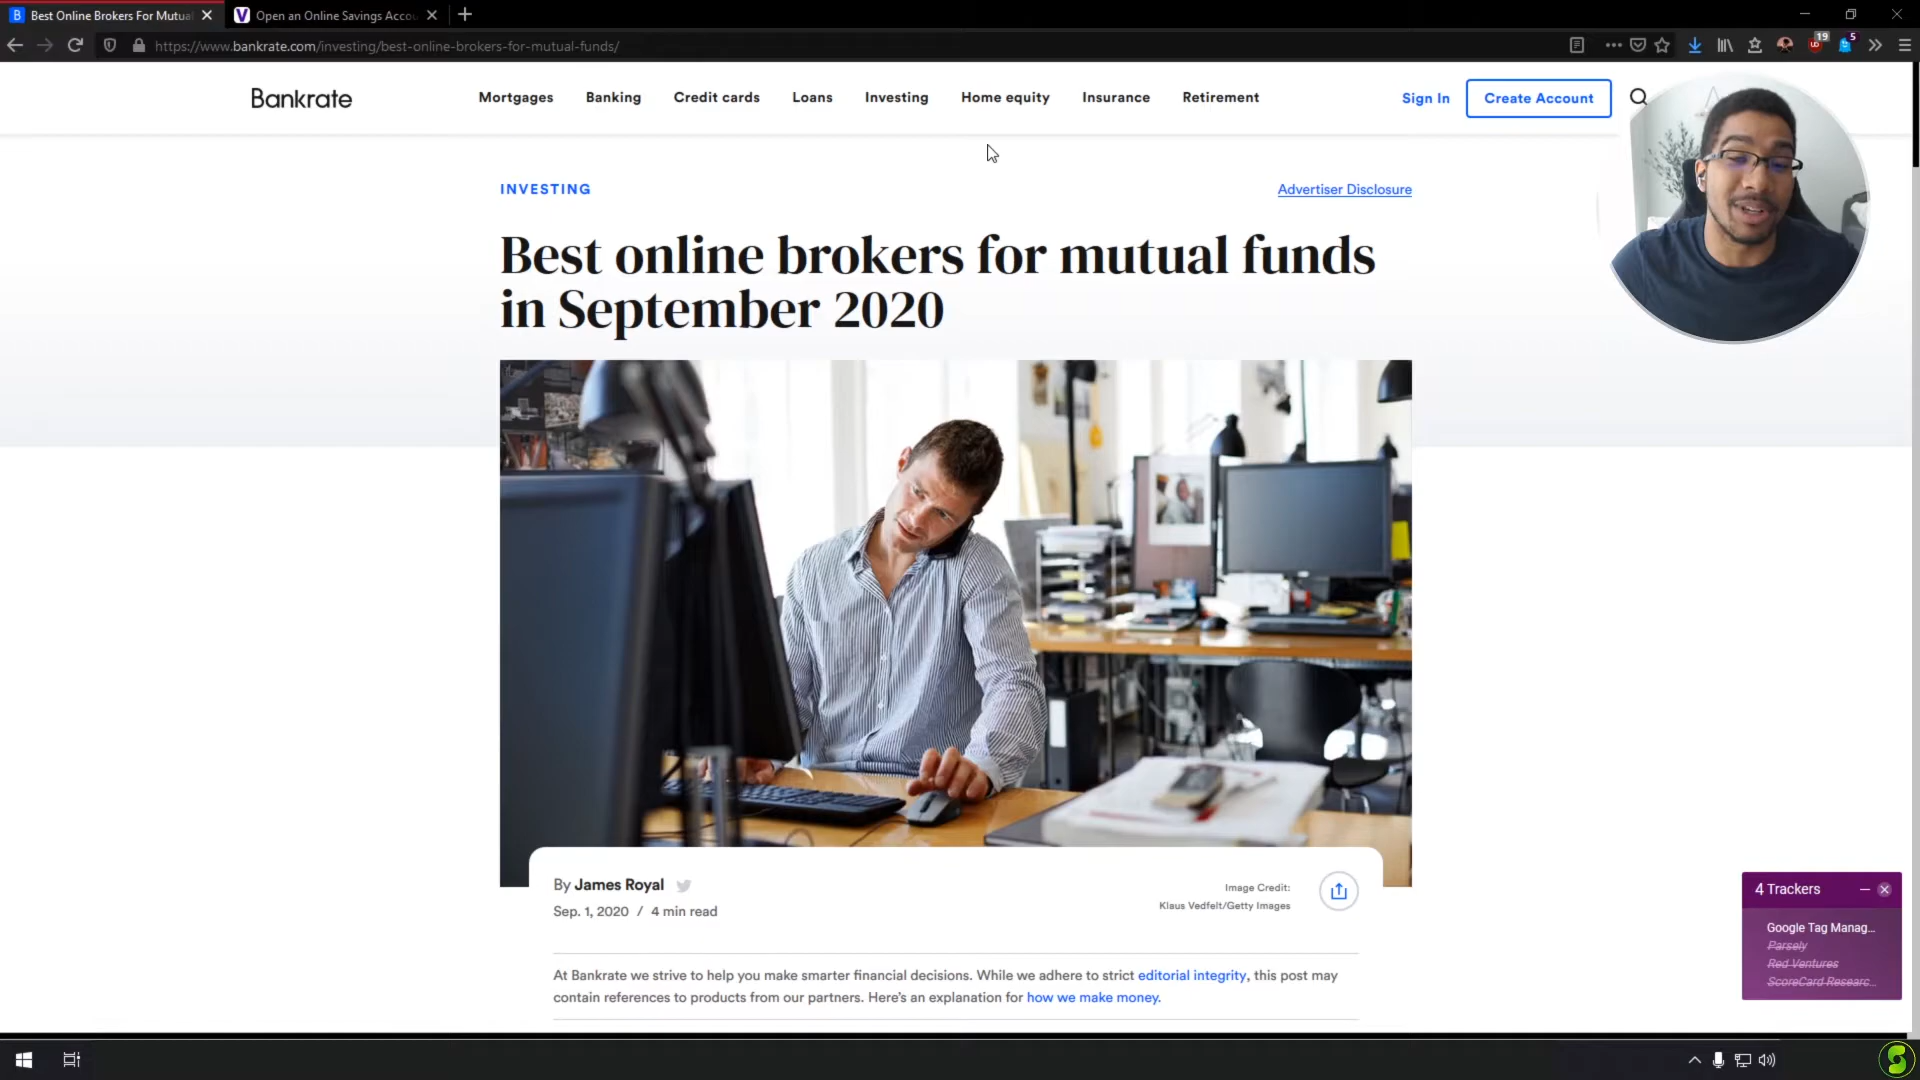 Best Online Brokers For Mutua
Open an Online Savings Accou
https://www.bankrate.com/investing/best-online-brokers-for-mutual-funds/
19
5
Bankrate
Mortgages
Banking
Credit cards
Loans
Investing
Home equity
Insurance
Retirement
Sign In
Create Account
INVESTING
Advertiser Disclosure
Best online brokers for mutual funds
in September 2020
By James Royal
Sep. 1, 2020 / 4 min read
Image Credit:
Klaus Vedfelt/Getty Images
At Bankrate we strive to help you make smarter financial decisions. While we adhere to strict editorial integrity, this post may
contain references to products from our partners. Here's an explanation for how we make money.
4 Trackers
Google Tag Manag...
Parsely
Red Ventures
ScoreCard Researc...